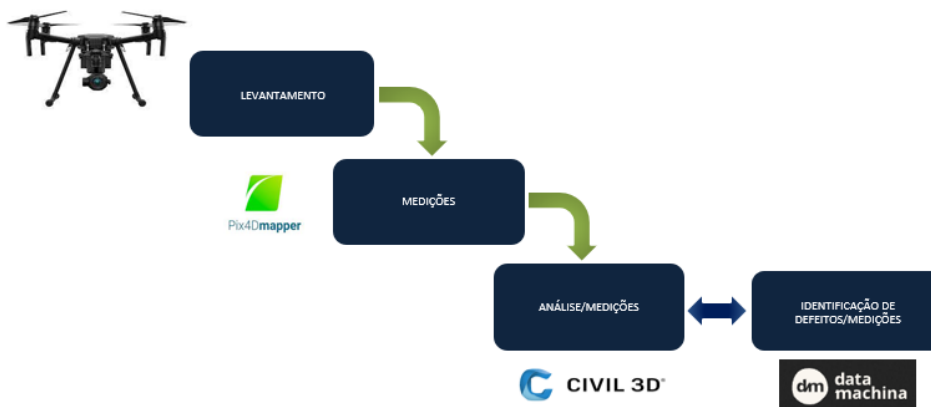 LEVANTAMENTO
Pix4Dmapper
MEDIÇÕES
ANÁLISE/MEDIÇÕES
IDENTIFICAÇÃO DE
DEFEITOS/MEDIÇÕES
CIVIL 3D®
dm data
machina